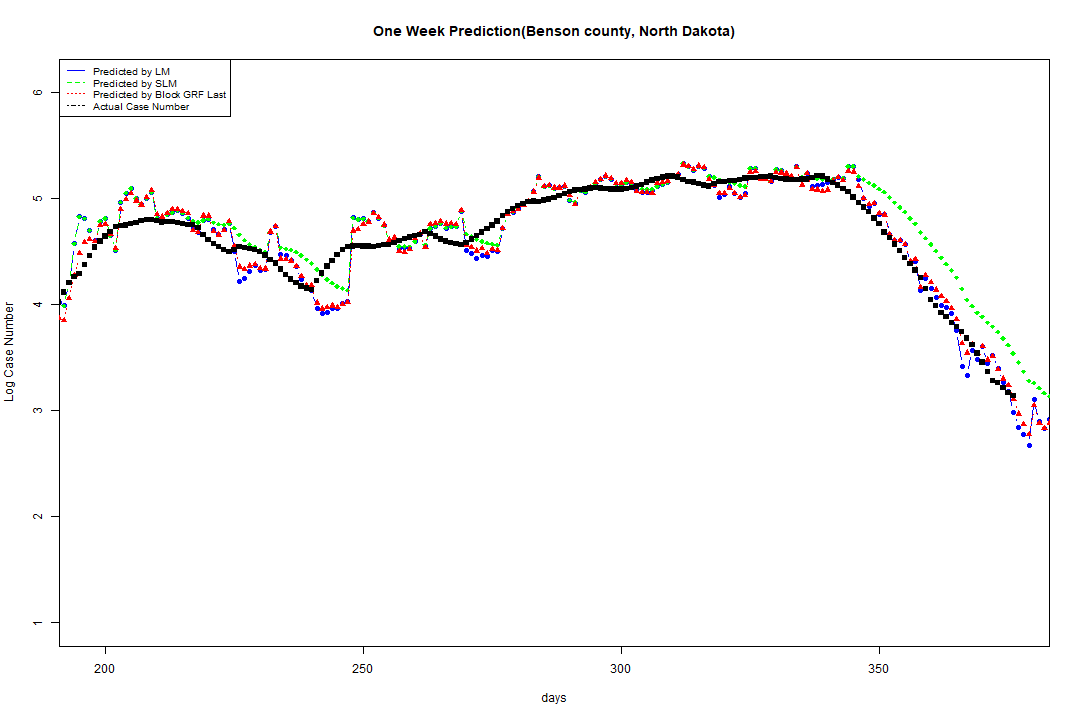 One Week Prediction(Benson county, North Dakota)
Predicted by LM
Predicted by SLM
Predicted by Block GRF Last
Actual Case Number
Log Case Number
6
5
4
3
2
1
200
250
300
350
days